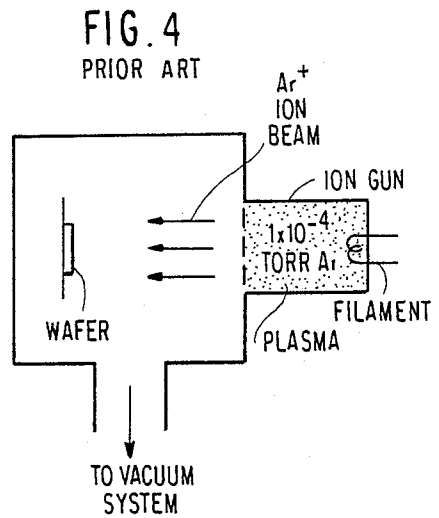 FIG. 4
PRIOR ART
Ar+
ION
BEAM
ION GUN
1x10-4
TORR Ar
FILAMENT
PLASMA
WAFER
TO VACUUM
SYSTEM